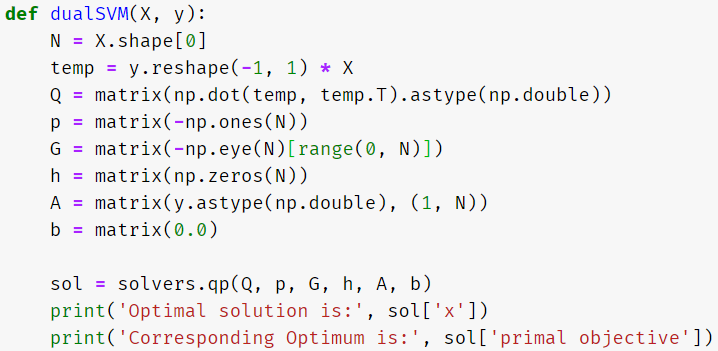 def dualSVM(X, y):
    N = X.shape[0]
    temp = y.reshape(-1, 1) * X
    Q = matrix(np.dot(temp, temp.T).astype(np.double))
    p = matrix(-np.ones(N))
    G = matrix(-np.eye(N)[range(0, N)])
    h = matrix(np.zeros(N))
    A = matrix(y.astype(np.double), (1, N))
    b = matrix(0.0)

    sol = solvers.qp(Q, p, G, h, A, b)
    print('Optimal solution is:', sol['x'])
    print('Corresponding Optimum is:', sol['primal objective'])